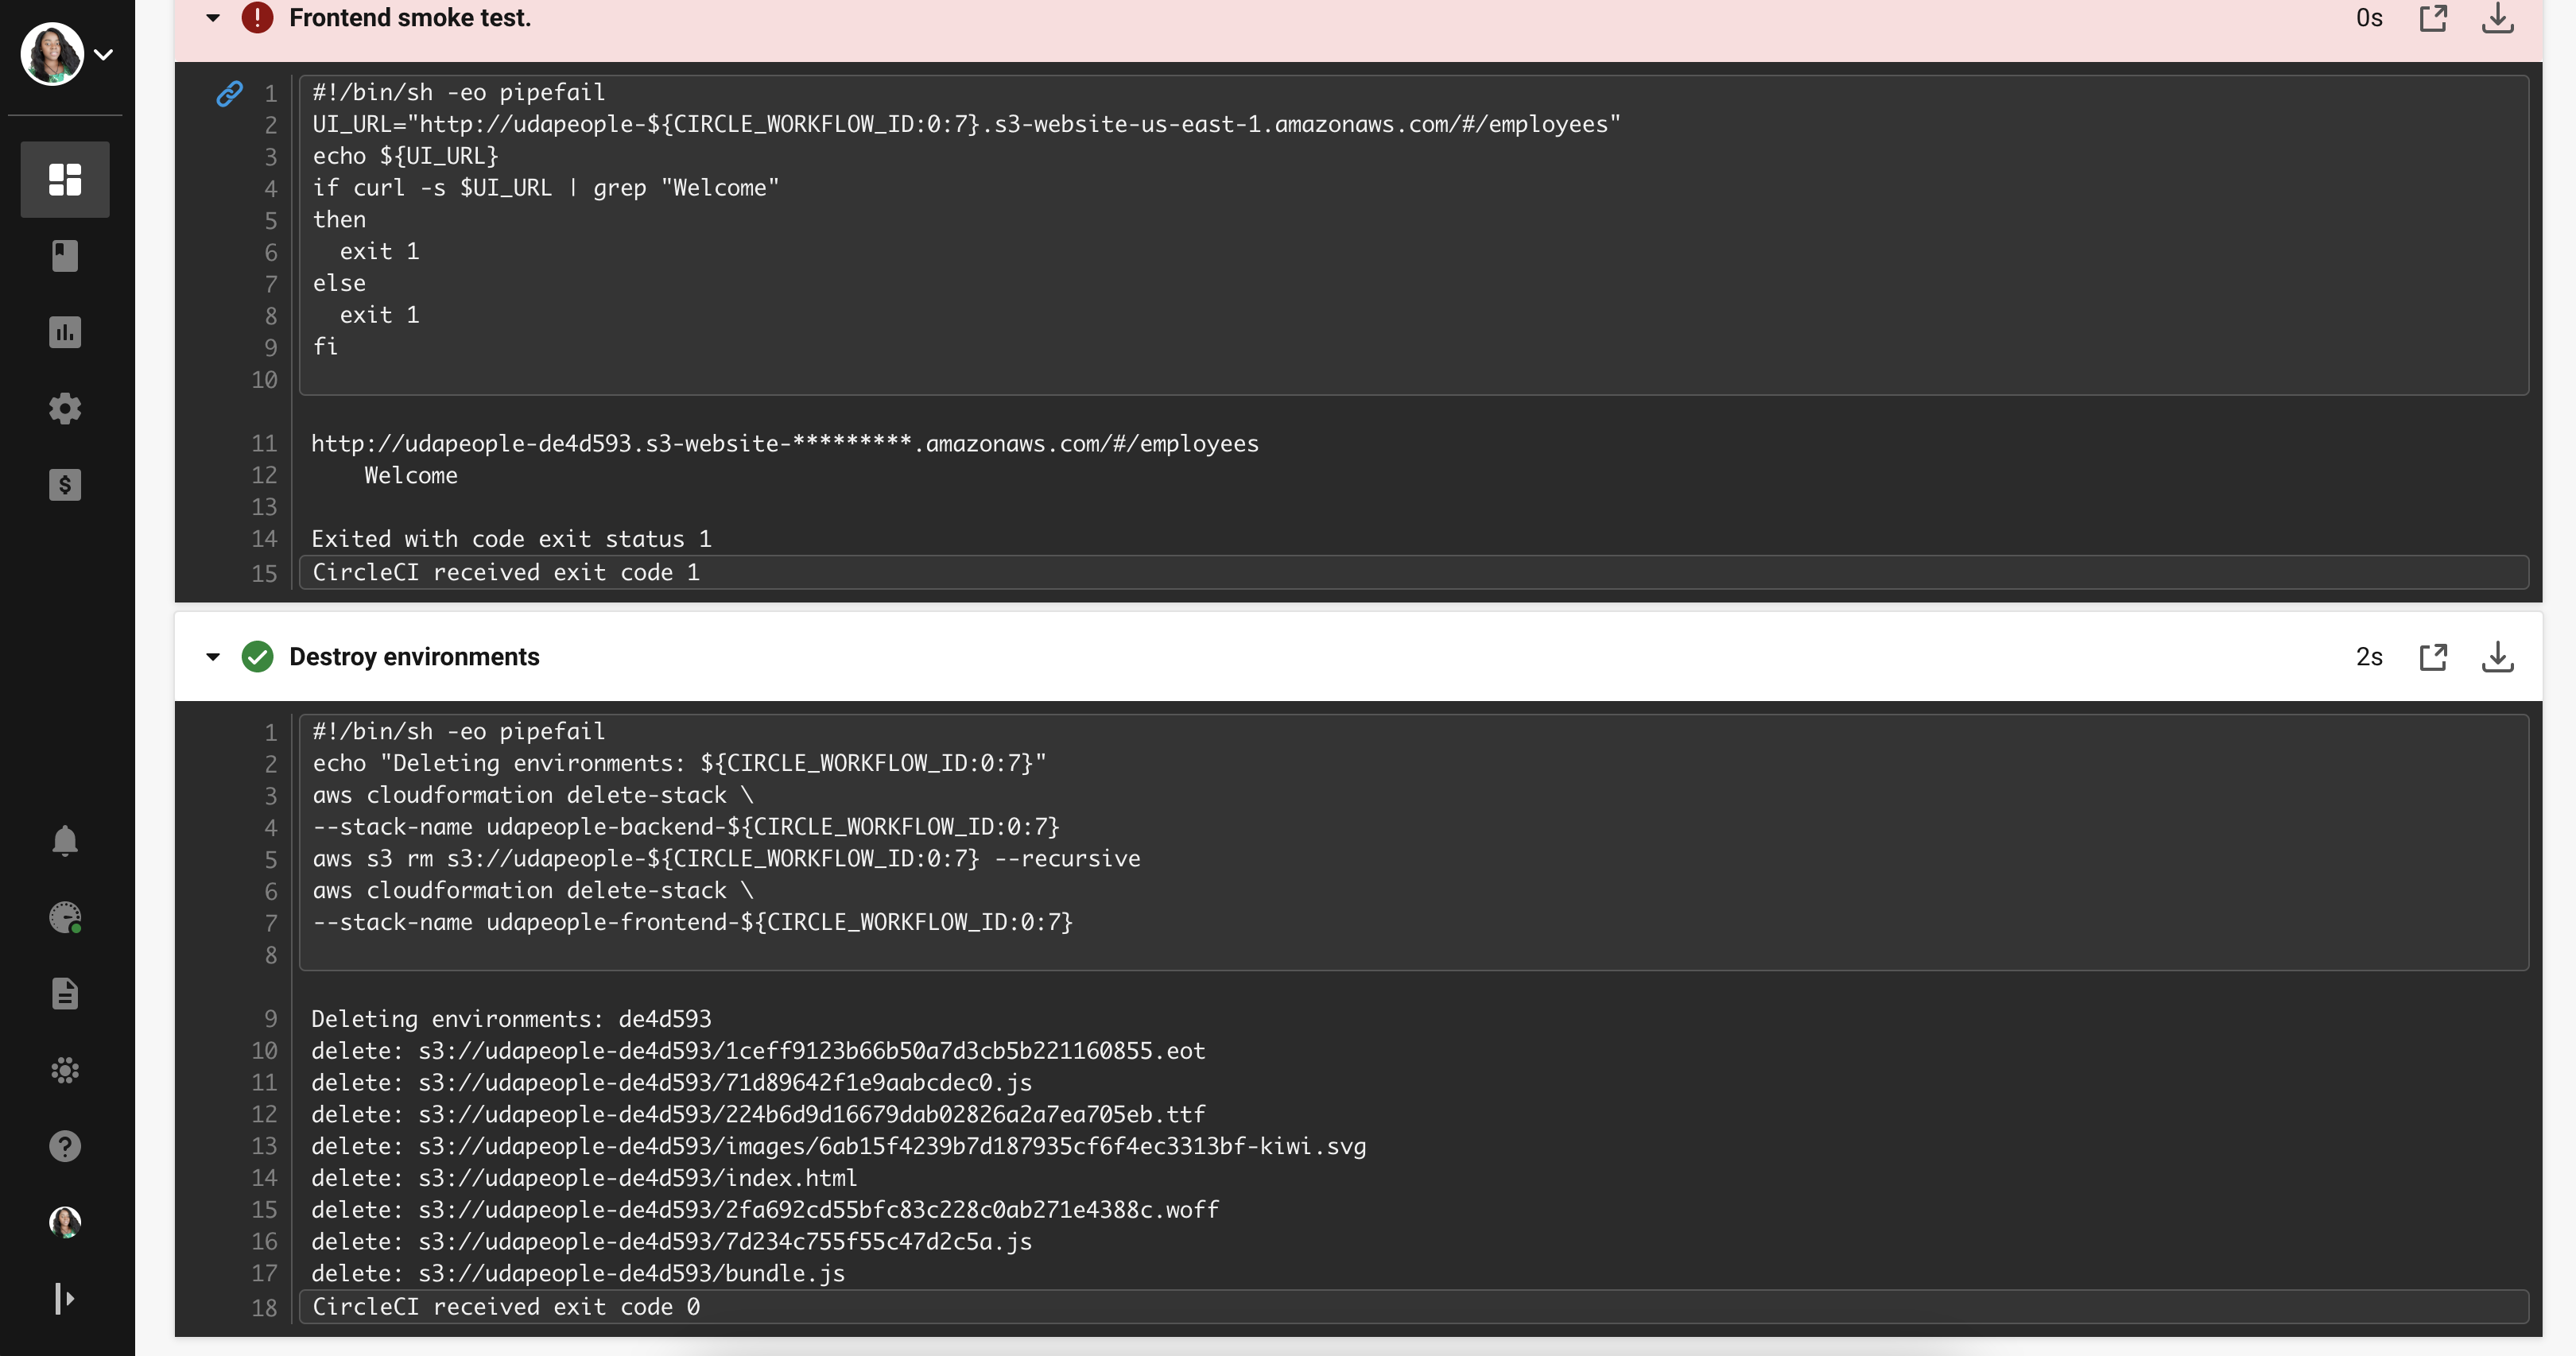 Frontend smoke test.
0s
1 #!/bin/sh -eo pipefail
2 UI_URL="http://udapeople-${CIRCLE_WORKFLOW_ID:0:7}.s3-website-us-east-1.amazonaws.com/#/employees"
3 echo ${UI_URL}
4 if curl -s $UI_URL | grep "Welcome"
5 then
6   exit 1
7 else
8   exit 1
9 fi
10
11 http://udapeople-de4d593.s3-website-*********.amazonaws.com/#/employees
12     Welcome
13
14 Exited with code exit status 1
15 CircleCI received exit code 1
Destroy environments
2s
1 #!/bin/sh -eo pipefail
2 echo "Deleting environments: ${CIRCLE_WORKFLOW_ID:0:7}"
3 aws cloudformation delete-stack \
4 --stack-name udapeople-backend-${CIRCLE_WORKFLOW_ID:0:7}
5 aws s3 rm s3://udapeople-${CIRCLE_WORKFLOW_ID:0:7} --recursive
6 aws cloudformation delete-stack \
7 --stack-name udapeople-frontend-${CIRCLE_WORKFLOW_ID:0:7}
8
9 Deleting environments: de4d593
10 delete: s3://udapeople-de4d593/1ceff9123b66b50a7d3cb5b221160855.eot
11 delete: s3://udapeople-de4d593/71d89642f1e9aabcdec0.js
12 delete: s3://udapeople-de4d593/224b6d9d16679dab02826a2a7ea705eb.ttf
13 delete: s3://udapeople-de4d593/images/6ab15f4239b7d187935cf6f4ec3313bf-kiwi.svg
14 delete: s3://udapeople-de4d593/index.html
15 delete: s3://udapeople-de4d593/2fa692cd55bfc83c228c0ab271e4388c.woff
16 delete: s3://udapeople-de4d593/7d234c755f55c47d2c5a.js
17 delete: s3://udapeople-de4d593/bundle.js
18 CircleCI received exit code 0